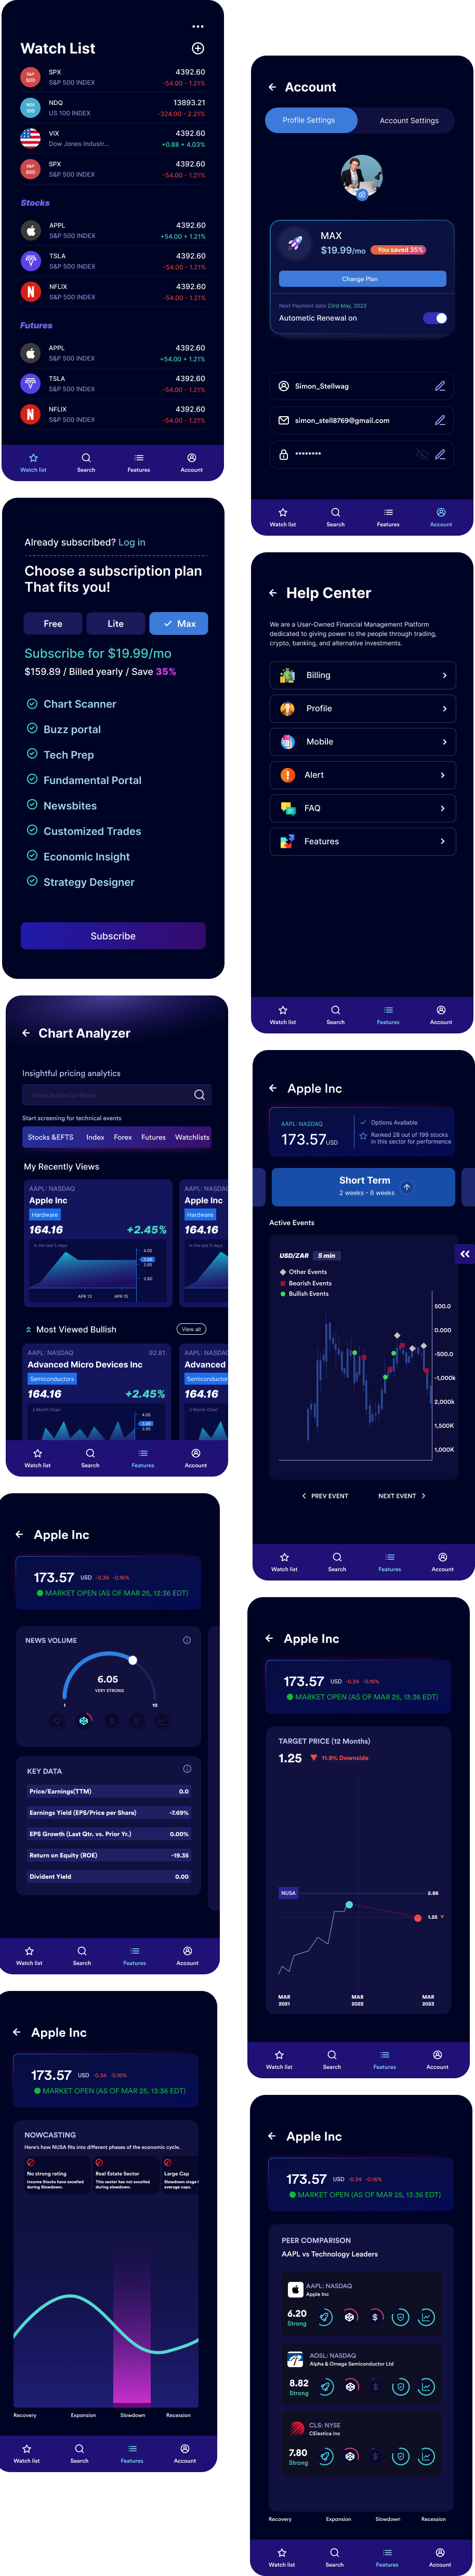 Watch List
SPX 4392.60
S&P 500 INDEX -54.00 - 1.21%
NDQ 13893.21
US 100 INDEX -324.00 - 2.21%
VIX 4392.60
Dow Jones Industr... +0.88 + 4.03%
SPX 4392.60
S&P 500 INDEX -54.00 - 1.21%
Stocks
APPL 4392.60
S&P 500 INDEX +54.00 + 1.21%
TSLA 4392.60
S&P 500 INDEX -54.00 - 1.21%
NFLIX 4392.60
S&P 500 INDEX -54.00 - 1.21%
Futures
APPL 4392.60
S&P 500 INDEX +54.00 + 1.21%
TSLA 4392.60
S&P 500 INDEX -54.00 - 1.21%
NFLIX 4392.60
S&P 500 INDEX -54.00 - 1.21%
Watch list Search Features Account
Account
Profile Settings Account Settings
MAX
$19.99/mo You saved 35%
Change Plan
Next Payment date 23rd May, 2023
Autometic Renewal on
Simon_Stellwag
simon_stell8769@gmail.com
********
Watch list Search Features Account
Already subscribed? Log in
Choose a subscription plan
That fits you!
Free Lite Max
Subscribe for $19.99/mo
$159.89 / Billed yearly / Save 35%
Chart Scanner
Buzz portal
Tech Prep
Fundamental Portal
Newsbites
Customized Trades
Economic Insight
Strategy Designer
Subscribe
Help Center
We are a User-Owned Financial Management Platform
dedicated to giving power to the people through trading,
crypto, banking, and alternative investments.
Billing
Profile
Mobile
Alert
FAQ
Features
Watch list Search Features Account
Chart Analyzer
Insightful pricing analytics
Enter Symbol or Name
Start screening for technical events
Stocks &EFTS Index Forex Futures Watchlists
My Recently Views
AAPL: NASDAQ AAPL: NASDAQ
Apple Inc Apple Inc
Hardware Hardware
164.16 +2.45% 164.16
In the last 5 days In the last 5 days
4.00
3.98
3.95
3.90
APR 13 APR 15
Most Viewed Bullish View all
AAPL: NASDAQ 92.81 AAPL: NASDAQ
Advanced Micro Devices Inc Advanced
Semiconductors Semiconductor
164.16 +2.45% 164.16
3 Month Chart 3 Month Chart
4.00
3.98
3.85
Watch list Search Features Account
Apple Inc
AAPL: NASDAQ
173.57USD
Options Available
Ranked 28 out of 199 stocks
in this sector for performence
Short Term
2 weeks - 6 weeks
Active Events
USD/ZAR 5 min
Other Events
Bearish Events
Bullish Events
500.0
0.000
-500.0
-1,000k
2,000k
1,500K
1,000K
PREV EVENT NEXT EVENT
Watch list Search Features Account
Apple Inc
173.57 USD -0.34 -0.16%
MARKET OPEN (AS OF MAR 25, 13:36 EDT)
NEWS VOLUME
6.05
VERY STRONG
1 10
KEY DATA
Price/Earnings(TTM) 0.0
Earnings Yield (EPS/Price per Share) -7.69%
EPS Growth (Last Qtr. vs. Prior Yr.) 0.00%
Return on Equity (ROE) -19.35
Divident Yield 0.00
Watch list Search Features Account
Apple Inc
173.57 USD -0.34 -0.16%
MARKET OPEN (AS OF MAR 25, 13:36 EDT)
TARGET PRICE (12 Months)
1.25 11.9% Downside
NUSA 2.86
1.25
MAR MAR MAR
2021 2022 2023
Watch list Search Features Account
Apple Inc
173.57 USD -0.34 -0.16%
MARKET OPEN (AS OF MAR 25, 13:36 EDT)
NOWCASTING
Here's how NUSA fits into different phases of the economic cycle.
No strong rating Real Estate Sector Large Cap
Income Stocks have excelled This sector has not excelled Slowdown stage
during Slowdown. during slowdown. average caps.
Recovery Expansion Slowdown Recession
Watch list Search Features Account
Apple Inc
173.57 USD -0.34 -0.16%
MARKET OPEN (AS OF MAR 25, 13:36 EDT)
PEER COMPARISON
AAPL vs Technology Leaders
AAPL: NASDAQ
Apple Inc
6.20
Strong
AOSL: NASDAQ
Alpha & Omega Semiconductor Ltd
8.82
Strong
CLS: NYSE
CElestica Inc
7.80
Strong
Recovery Expansion Slowdown Recession
Watch list Search Features Account